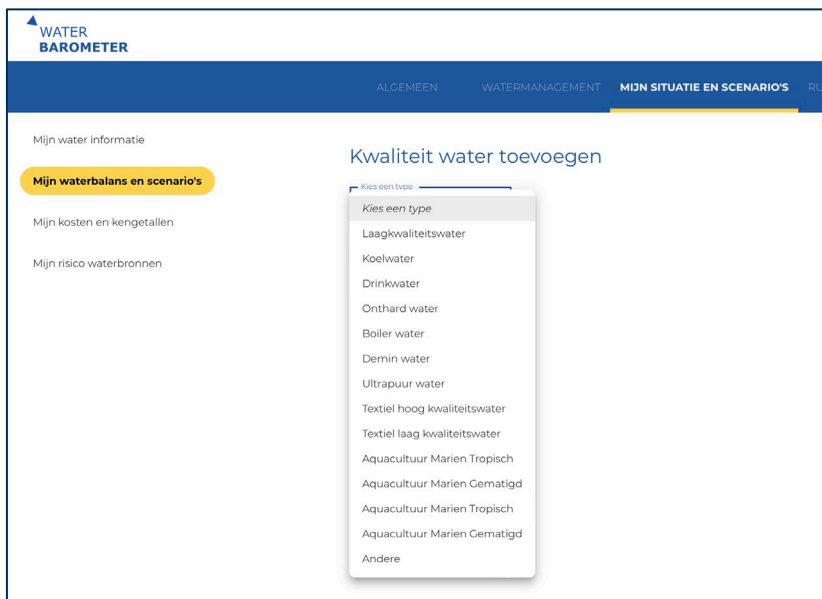 WATER
BAROMETER
ALGEMEEN WATERMANAGEMENT MIJN SITUATIE EN SCENARIO'S RU
Mijn water informatie
Mijn waterbalans en scenario's
Mijn kosten en kengetallen
Mijn risico waterbronnen
Kwaliteit water toevoegen
Kies een type
Kies een type
Laagkwaliteitswater
Koelwater
Drinkwater
Onthard water
Boiler water
Demin water
Ultrapuur water
Textiel hoog kwaliteitswater
Textiel laag kwaliteitswater
Aquacultuur Marien Tropisch
Aquacultuur Marien Gematigd
Aquacultuur Marien Tropisch
Aquacultuur Marien Gematigd
Andere